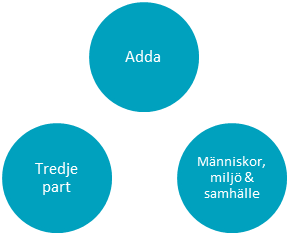 Adda
Tredje
part
Människor,
miljö &
samhälle